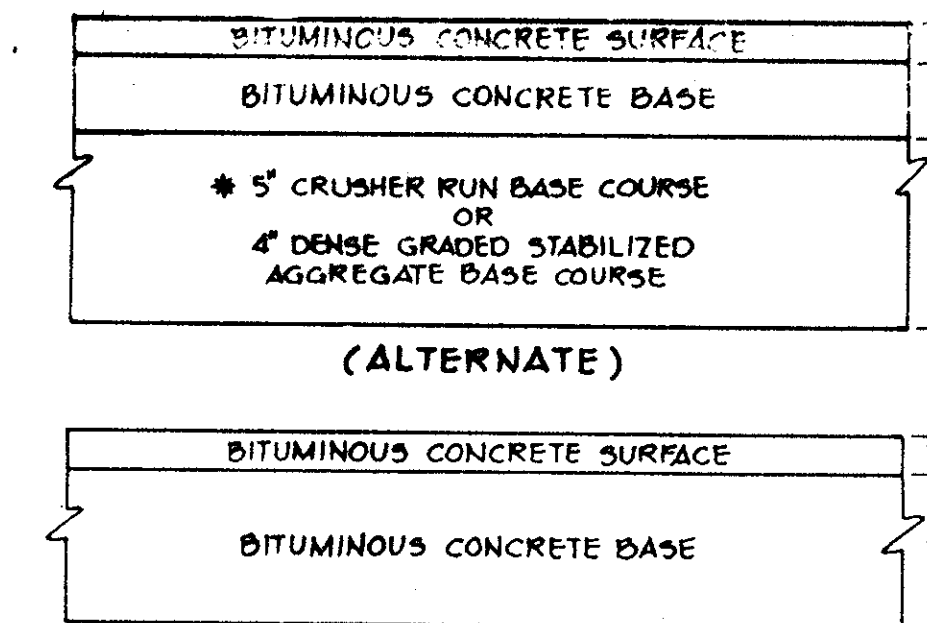 BITUMINOUS CONCRETE SURFACE
BITUMINOUS CONCRETE BASE
* 5" CRUSHER RUN BASE COURSE
OR
4" DENSE GRADED STABILIZED
AGGREGATE BASE COURSE
(ALTERNATE)
BITUMINOUS CONCRETE SURFACE
BITUMINOUS CONCRETE BASE